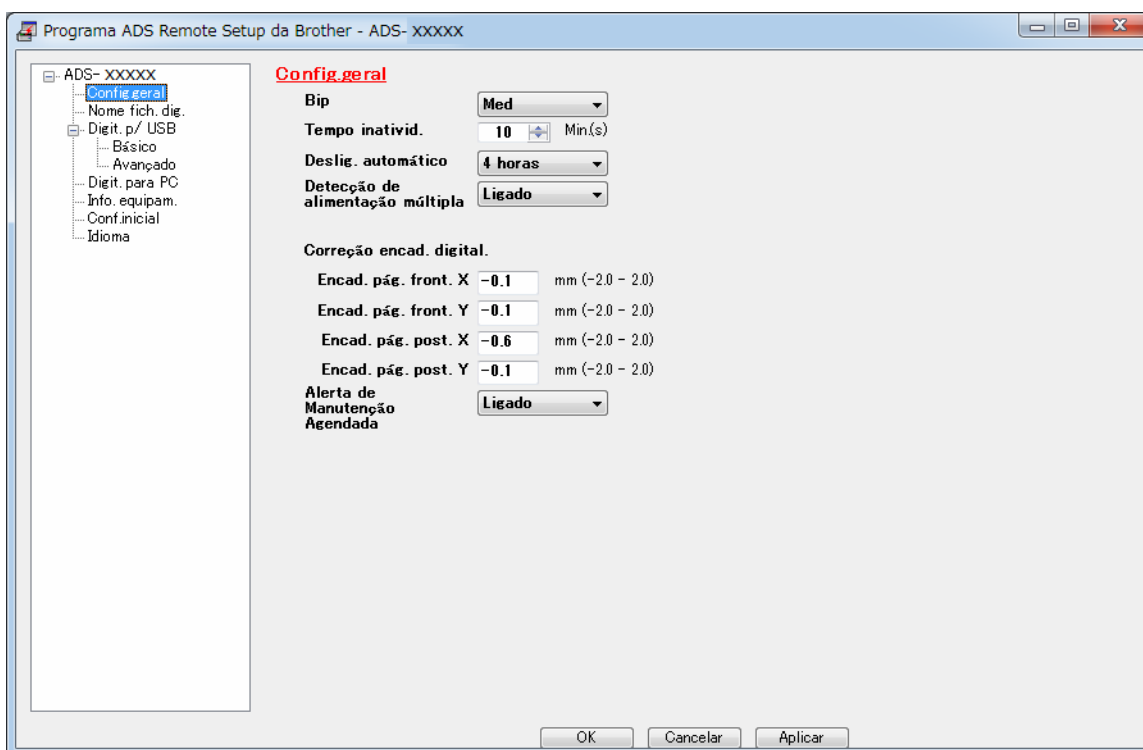 Programa ADS Remote Setup da Brother - ADS- XXXXX
ADS- XXXXX
Config.geral
Nome fich. dig.
Digit. p/ USB
Básico
Avançado
Digit. para PC
Info. equipam.
Conf.inicial
Idioma
Config.geral
Bip Med
Tempo inativid. 10 Min.(s)
Deslig. automático 4 horas
Detecção de
alimentação múltipla Ligado
Correção encad. digital.
Encad. pág. front. X -0.1 mm (-2.0 - 2.0)
Encad. pág. front. Y -0.1 mm (-2.0 - 2.0)
Encad. pág. post. X -0.6 mm (-2.0 - 2.0)
Encad. pág. post. Y -0.1 mm (-2.0 - 2.0)
Alerta de
Manutenção Ligado
Agendada
OK Cancelar Aplicar